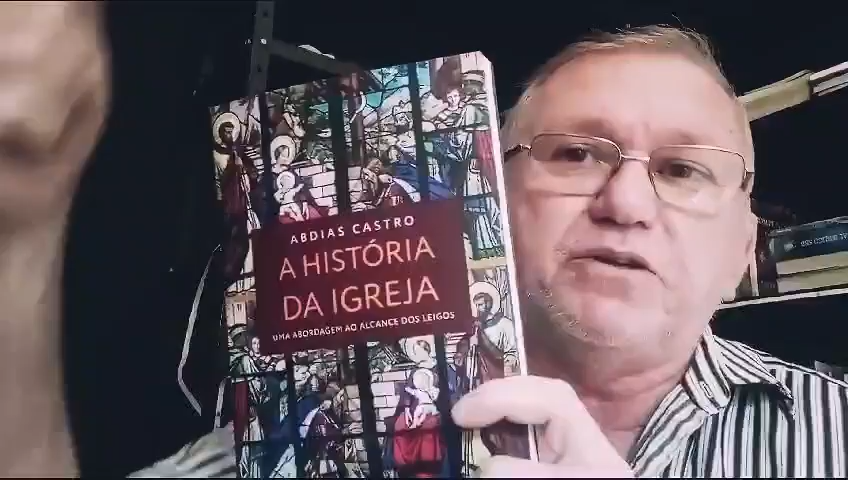 ABDIAS CASTRO
A HISTÓRIA
DA IGREJA
UMA ABORDAGEM AO ALCANCE DOS LEIGOS